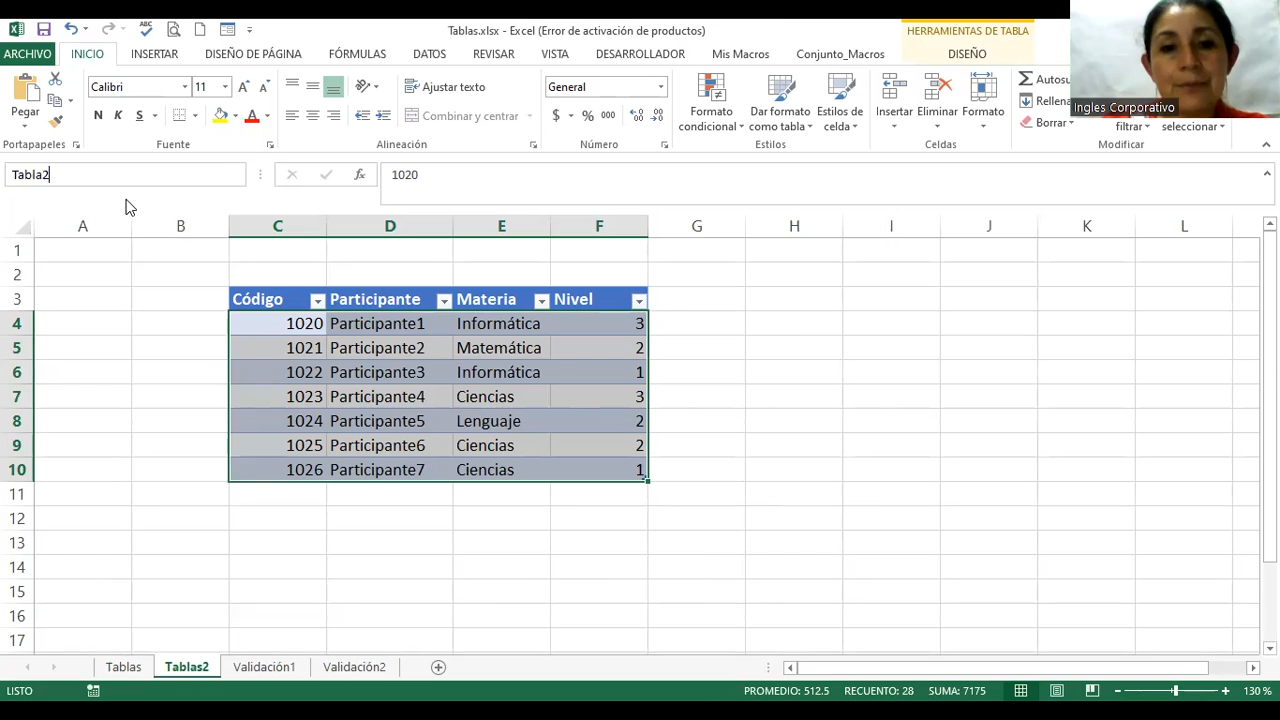 Tablas.xlsx - Excel (Error de activación de productos)
HERRAMIENTAS DE TABLA
ARCHIVO INICIO INSERTAR DISEÑO DE PÁGINA FÓRMULAS DATOS REVISAR VISTA DESARROLLADOR Mis Macros Conjunto_Macros DISEÑO
Ingles Corporativo
Pegar
Calibri 11
N K S
Ajustar texto
Combinar y centrar
General
$ % 000
Formato condicional
Dar formato como tabla
Estilos de celda
Insertar Eliminar Formato
Borrar
filtrar seleccionar
Portapapeles Fuente Alineación Número Estilos Celdas Modificar
Tabla2
fx 1020
A B C D E F G H I J K L
1
2
3 Código Participante Materia Nivel
4 1020 Participante1 Informática 3
5 1021 Participante2 Matemática 2
6 1022 Participante3 Informática 1
7 1023 Participante4 Ciencias 3
8 1024 Participante5 Lenguaje 2
9 1025 Participante6 Ciencias 2
10 1026 Participante7 Ciencias 1
11
12
13
14
15
16
17
Tablas Tablas2 Validación1 Validación2
LISTO PROMEDIO: 512.5 RECUENTO: 28 SUMA: 7175 130 %